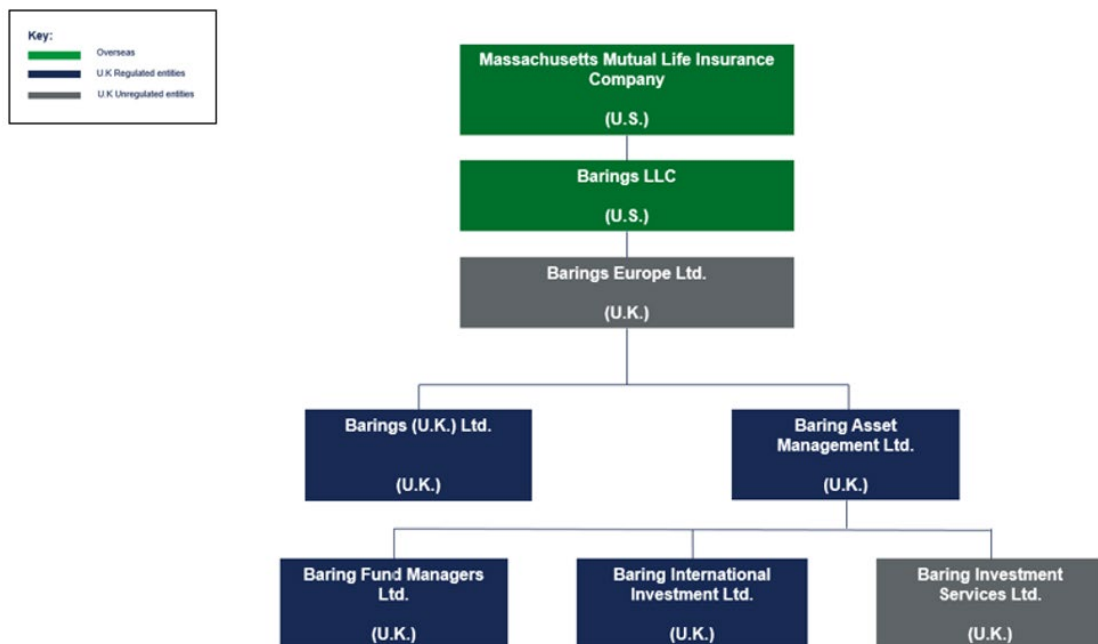 Key:
Overseas
U.K Regulated entities
U.K Unregulated entities
Massachusetts Mutual Life Insurance
Company
(U.S.)
Barings LLC
(U.S.)
Barings Europe Ltd.
(U.K.)
Barings (U.K.) Ltd.
(U.K.)
Baring Asset
Management Ltd.
(U.K.)
Baring Fund Managers
Ltd.
(U.K.)
Baring International
Investment Ltd.
(U.K.)
Baring Investment
Services Ltd.
(U.K.)